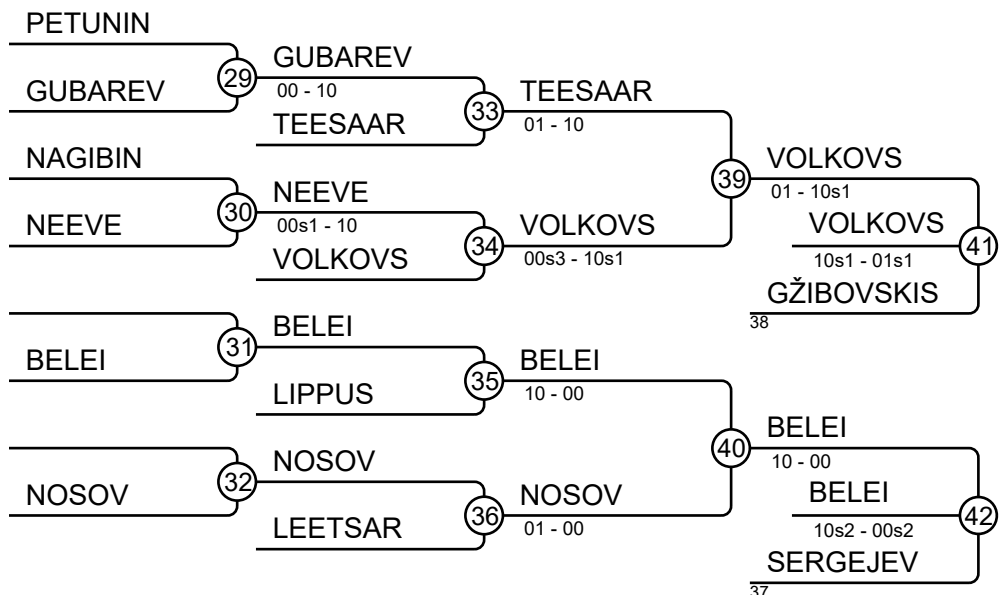 PETUNIN
29
GUBAREV
GUBAREV
00 - 10
33
TEESAAR
TEESAAR
01 - 10
NAGIBIN
30
NEEVE
NEEVE
00s1 - 10
34
VOLKOVS
VOLKOVS
00s3 - 10s1
39
VOLKOVS
01 - 10s1
VOLKOVS
10s1 - 01s1
41
GŽIBOVSKIS
38
31
BELEI
BELEI
35
LIPPUS
BELEI
10 - 00
32
NOSOV
NOSOV
36
LEETSAR
NOSOV
01 - 00
40
BELEI
10 - 00
BELEI
10s2 - 00s2
42
SERGEJEV
37